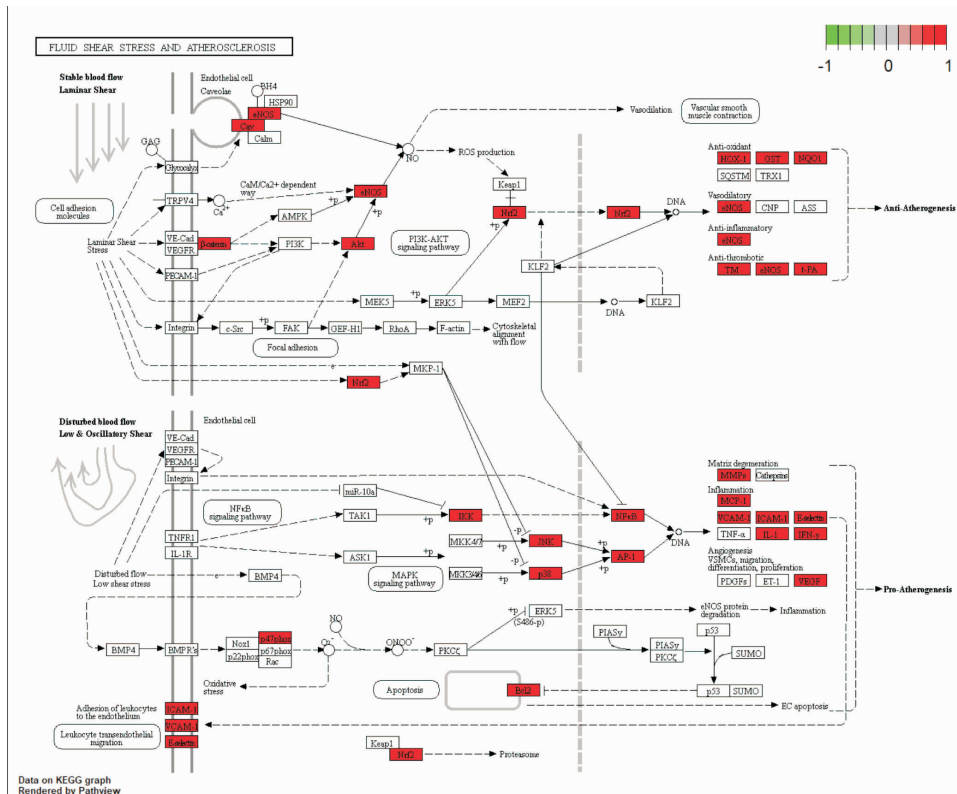 FLUID SHEAR STRESS AND ATHEROSCLEROSIS
-1 0 1
Stable blood flow
Laminar Shear
Endothelial cell
Caveolae
BH4
HSP90
eNOS
Cav
Calm
GAG
Glycocalyx
Cell adhesion
molecules
TRPV4
Ca2+
CaM/Ca2+ dependent
way
+p
AMPK
eNOS
+p
NO
ROS production
Vasodilation
Vascular smooth
muscle contraction
Keap1
Nrf2
+p
Nrf2
DNA
Laminar Shear
Stress
VE-Cad
VEGFR
β-catenin
+p
PI3K
Akt
PI3K-AKT
signaling pathway
PECAM-1
KLF2
MEK5
+p
ERK5
MEF2
DNA
KLF2
Integrin
c-Src
+p
FAK
GEF-H1
RhoA
F-actin
Cytoskeletal
alignment
with flow
Focal adhesion
e
MKP-1
Nrf2
Anti-oxidant
HOX-1
GST
NQO1
SQSTM
TRX1
Vasodilatory
eNOS
CNP
ASS
Anti-inflammatory
eNOS
Anti-thrombotic
TM
eNOS
t-PA
Anti-Atherogenesis
Disturbed blood flow
Low & Oscillatory Shear
Endothelial cell
VE-Cad
VEGFR
PECAM-1
Integrin
miR-10a
NFκB
signaling pathway
TAK1
+p
IKK
NFκB
TNFR1
IL-1R
ASK1
+p
MKK4/7
+p
-p
JNK
+p
AP-1
MAPK
signaling pathway
MKK3/6
+p
-p
p38
+p
DNA
Disturbed flow
Low shear stress
e
BMP4
Matrix degeneration
MMPs
Cathepsins
Inflammation
MCP-1
VCAM-1
ICAM-1
E-selectin
TNF-α
IL-1
IFN-γ
Angiogenesis
VSMCs, migration,
differentiation, proliferation
PDGFs
ET-1
VEGF
Pro-Atherogenesis
BMP4
BMPR's
Nox1
p47phox
p22phox
p67phox
Rac
O2-
NO
ONOO-
PKCζ
+p
(S486-p)
ERK5
eNOS protein
degradation
Inflammation
PIASy
PIASy
PKCζ
p53
SUMO
p53
SUMO
Oxidative
stress
Apoptosis
Bcl2
EC apoptosis
Adhesion of leukocytes
to the endothelium
ICAM-1
VCAM-1
E-selectin
Leukocyte transendothelial
migration
Keap1
Nrf2
Proteasome
Data on KEGG graph
Rendered by Pathview